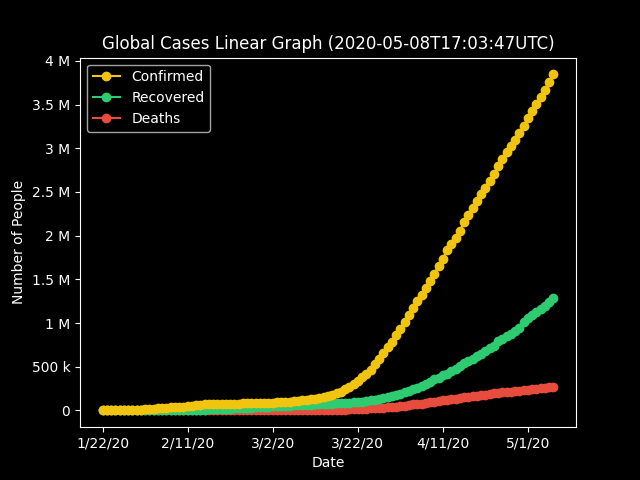 Global Cases Linear Graph (2020-05-08T17:03:47UTC)
Confirmed
Recovered
Deaths
Number of People
4 M
3.5 M
3 M
2.5 M
2 M
1.5 M
1 M
500 k
0
1/22/20
2/11/20
3/2/20
3/22/20
4/11/20
5/1/20
Date